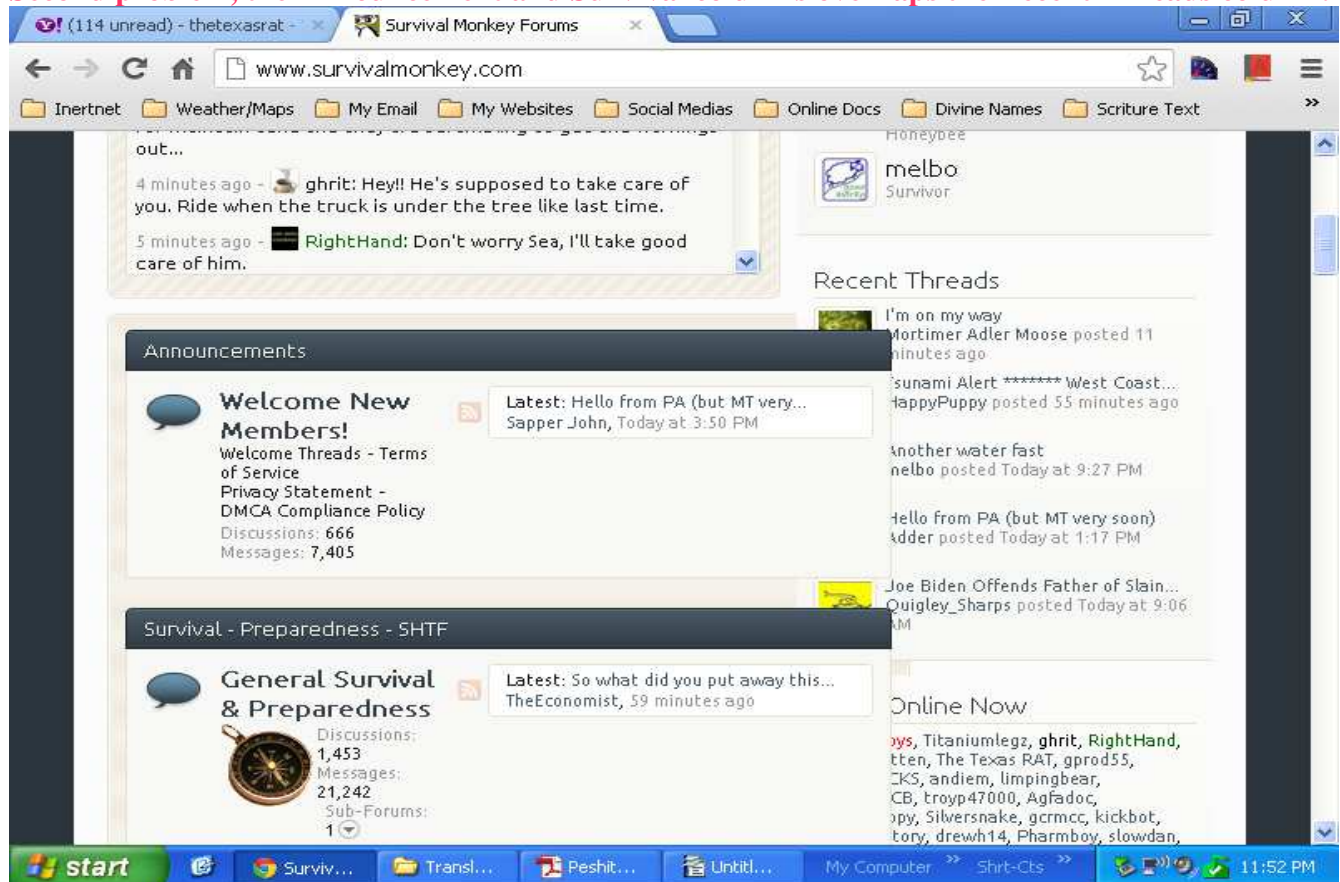 (114 unread) - thetexasrat -
Survival Monkey Forums
www.survivalmonkey.com
Inertnet
Weather/Maps
My Email
My Websites
Social Medias
Online Docs
Divine Names
Scriture Text
out...
4 minutes ago - ghrit: Hey!! He's supposed to take care of
you. Ride when the truck is under the tree like last time.
5 minutes ago - RightHand: Don't worry Sea, I'll take good
care of him.
Honeybee
melbo
Survivor
Announcements
Welcome New
Members!
Welcome Threads - Terms
of Service
Privacy Statement -
DMCA Compliance Policy
Discussions: 666
Messages: 7,405
Latest: Hello from PA (but MT very...
Sapper John, Today at 3:50 PM
Survival - Preparedness - SHTF
General Survival
& Preparedness
Discussions:
1,453
Messages:
21,242
Sub-Forums:
1
Latest: So what did you put away this...
TheEconomist, 59 minutes ago
Recent Threads
I'm on my way
Mortimer Adler Moose posted 11
minutes ago
Tsunami Alert ******* West Coast...
HappyPuppy posted 55 minutes ago
Another water fast
melbo posted Today at 9:27 PM
Hello from PA (but MT very soon)
Adder posted Today at 1:17 PM
Joe Biden Offends Father of Slain...
Quigley_Sharps posted Today at 9:06
AM
Online Now
Titaniumlegz, ghrit, RightHand,
The Texas RAT, gprod55,
andiem, limpingbear,
troyp47000, Agfadoc,
Silversnake, gcrmcc, kickbot,
drewh14, Pharmboy, slowdan,
start
Surviv...
Transl...
Peshit...
Untitl...
My Computer
Shrt-Cts
11:52 PM